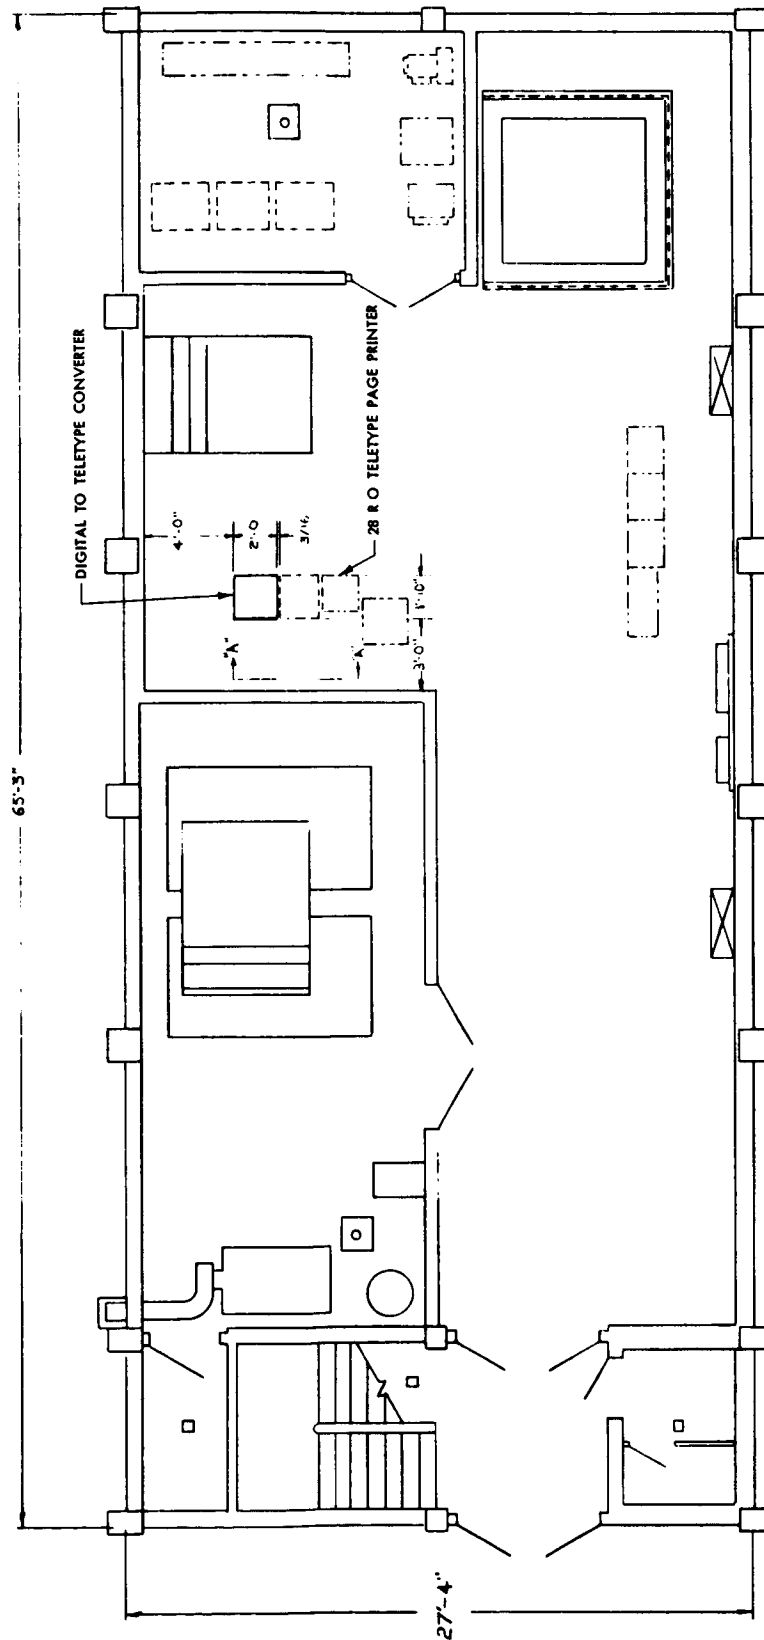 65'-3"
DIGITAL TO TELETYPE CONVERTER
28 R O TELETYPE PAGE PRINTER
4'-0"
2'-0
3/16
"A"
"A
3'-0"
1'-10"
27'-4"